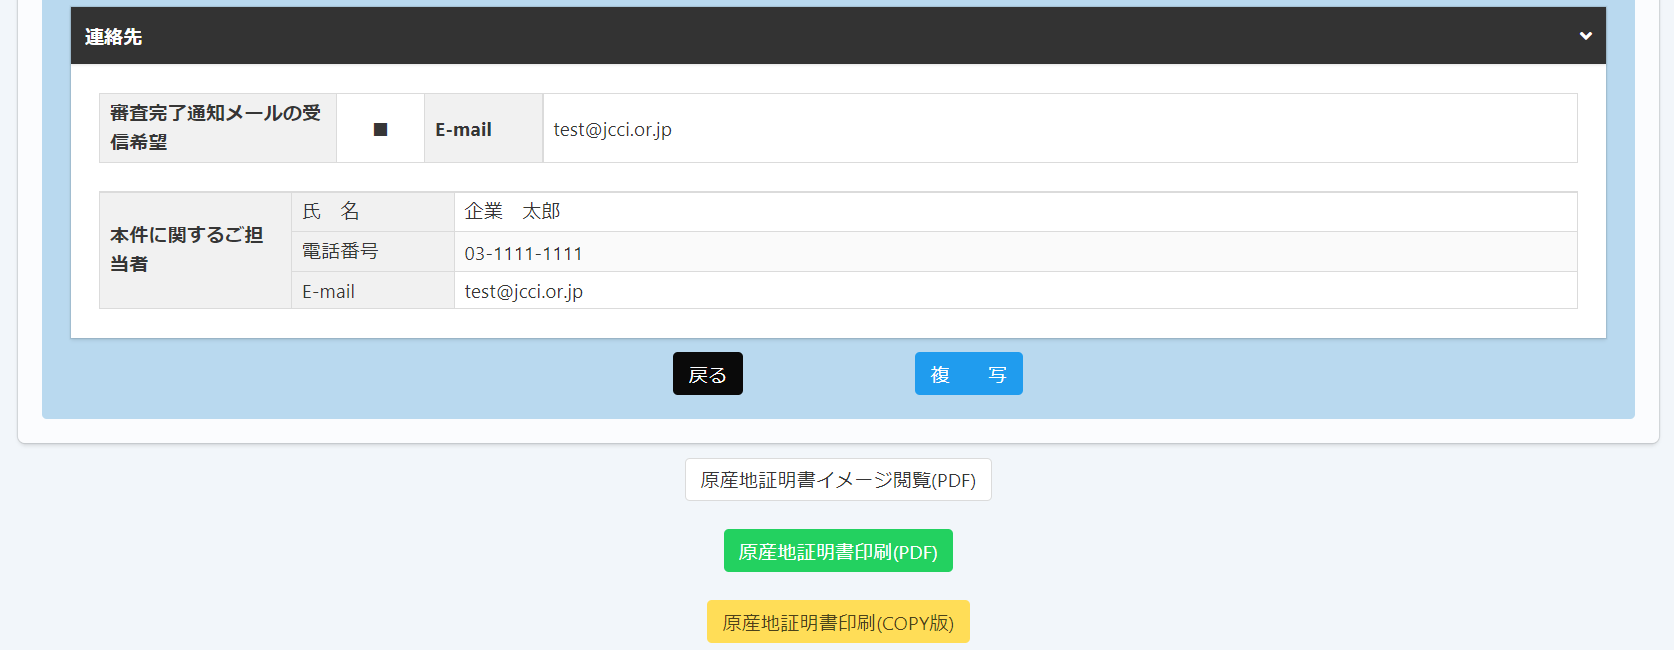 連絡先
審査完了通知メールの受
信希望
■
E-mail
test@jcci.or.jp
本件に関するご担
当者
氏　名
企業　太郎
電話番号
03-1111-1111
E-mail
test@jcci.or.jp
戻る
複　　写
原産地証明書イメージ閲覧(PDF)
原産地証明書印刷(PDF)
原産地証明書印刷(COPY版)